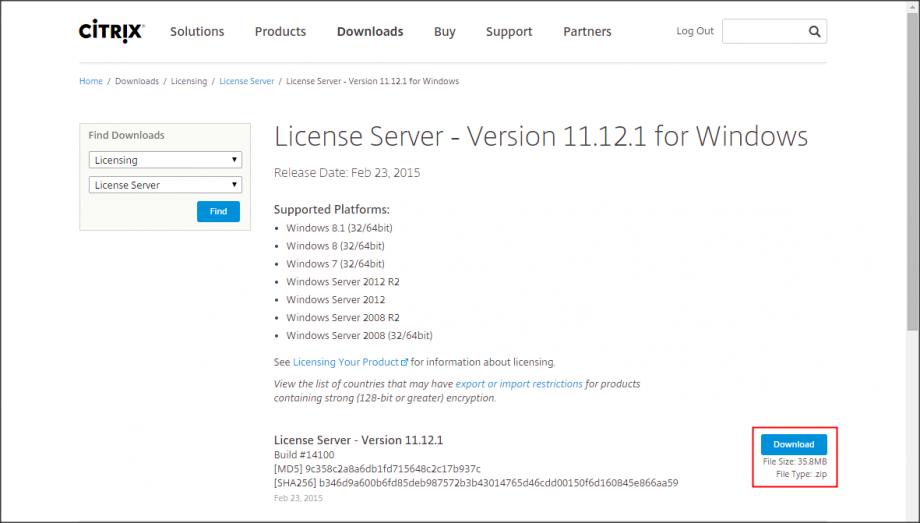 CİTRIX
Solutions
Products
Downloads
Buy
Support
Partners
Log Out
Home / Downloads / Licensing / License Server / License Server - Version 11.12.1 for Windows
Find Downloads
Licensing
License Server
Find
License Server - Version 11.12.1 for Windows
Release Date: Feb 23, 2015
Supported Platforms:
• Windows 8.1 (32/64bit)
• Windows 8 (32/64bit)
• Windows 7 (32/64bit)
• Windows Server 2012 R2
• Windows Server 2012
• Windows Server 2008 R2
• Windows Server 2008 (32/64bit)
See Licensing Your Product for information about licensing.
View the list of countries that may have export or import restrictions for products
containing strong (128-bit or greater) encryption.
License Server - Version 11.12.1
Build #14100
[MD5] 9c358c2a8a6db1fd715648c2c17b937c
[SHA256] b346d9a600b6fd85deb987572b3b43014765d46cdd00150f6d160845e866aa59
Feb 23, 2015
Download
File Size: 35.8MB
File Type: .zip